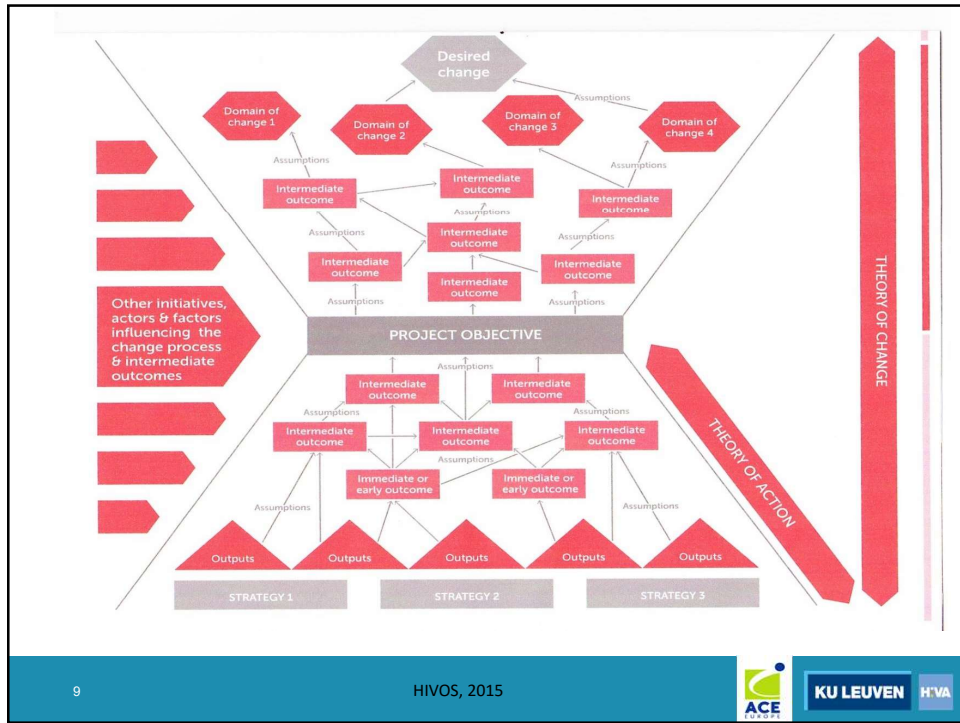 Desired
change
Assumptions
Domain of
change 1
Domain of
change 2
Domain of
change 3
Domain of
change 4
Assumptions
Assumptions
Intermediate
outcome
Intermediate
outcome
Intermediate
outcome
Assumptions
Assumptions
Intermediate
outcome
Assumptions
Intermediate
outcome
Intermediate
outcome
Intermediate
outcome
Assumptions
Assumptions
PROJECT OBJECTIVE
Other initiatives,
actors & factors
influencing the
change process
& intermediate
outcomes
Assumptions
Intermediate
outcome
Intermediate
outcome
Assumptions
Assumptions
Intermediate
outcome
Intermediate
outcome
Intermediate
outcome
Assumptions
Immediate or
early outcome
Immediate or
early outcome
Assumptions
Assumptions
Outputs
Outputs
Outputs
Outputs
Outputs
STRATEGY 1
STRATEGY 2
STRATEGY 3
THEORY OF CHANGE
THEORY OF ACTION
9
HIVOS, 2015
ACE
EUROPE
KU LEUVEN
HIVA